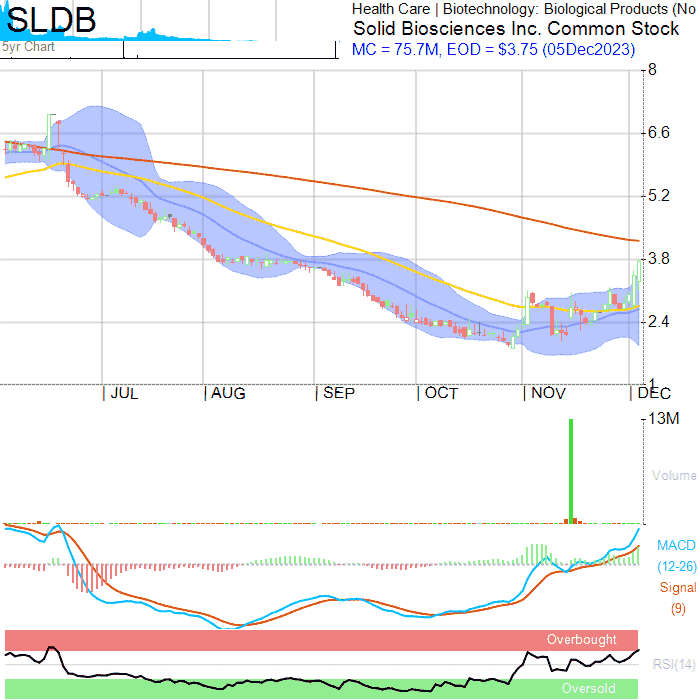 SLDB
5yr Chart
Health Care | Biotechnology: Biological Products (No
Solid Biosciences Inc. Common Stock
MC = 75.7M, EOD = $3.75 (05Dec2023)
8
6.6
5.2
3.8
2.4
1
| JUL | AUG | SEP | OCT | NOV | DEC
13M
Volume
MACD
(12-26)
Signal
(9)
Overbought
RSI(14)
Oversold